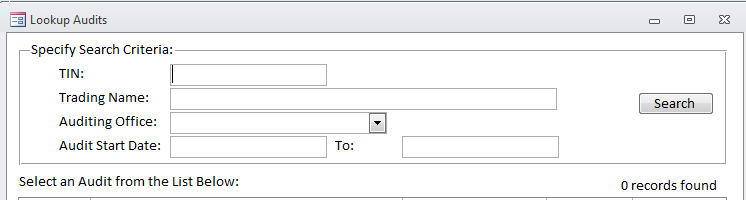 Lookup Audits
Specify Search Criteria:
TIN:
Trading Name:
Search
Auditing Office:
Audit Start Date: To:
Select an Audit from the List Below:
0 records found